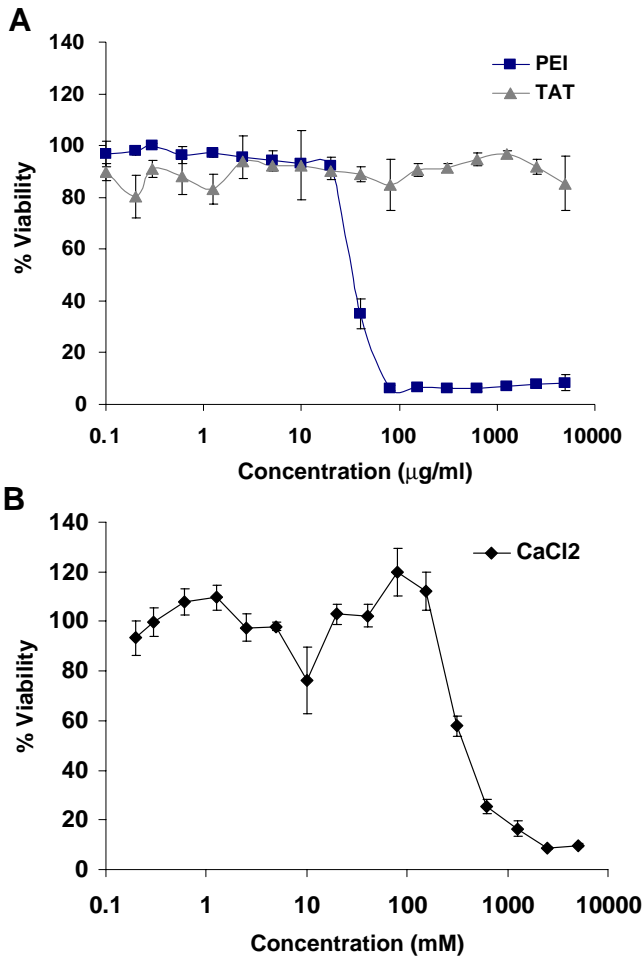 A
140
120
100
80
60
40
20
0
% Viability
PEI
TAT
0.1 1 10 100 1000 10000
Concentration (μg/ml)
B
140
120
100
80
60
40
20
0
% Viability
CaCl2
0.1 1 10 100 1000 10000
Concentration (mM)